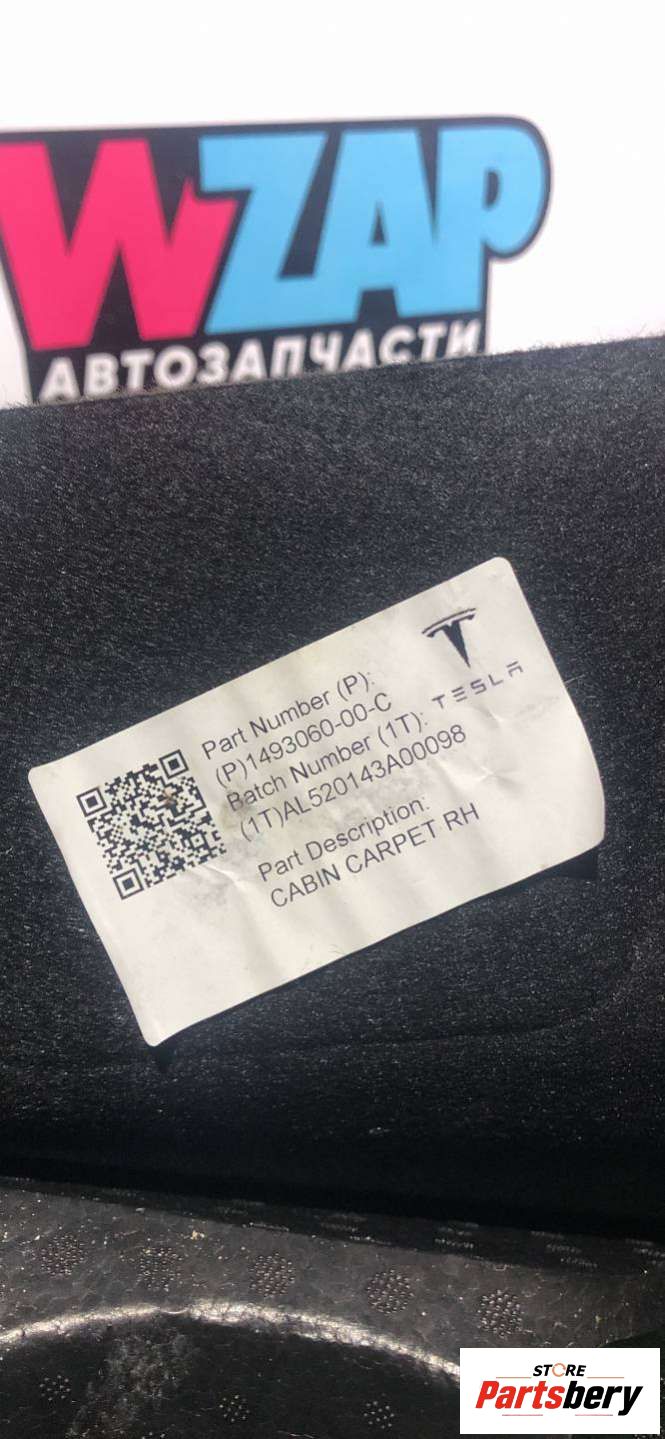 WZAP
АВТОЗАПЧАСТИ
TESLA
Part Number (P):
(P)1493060-00-C
Batch Number (1T):
(1T)AL520143A00098
Part Description:
CABIN CARPET RH
STORE
Partsbery